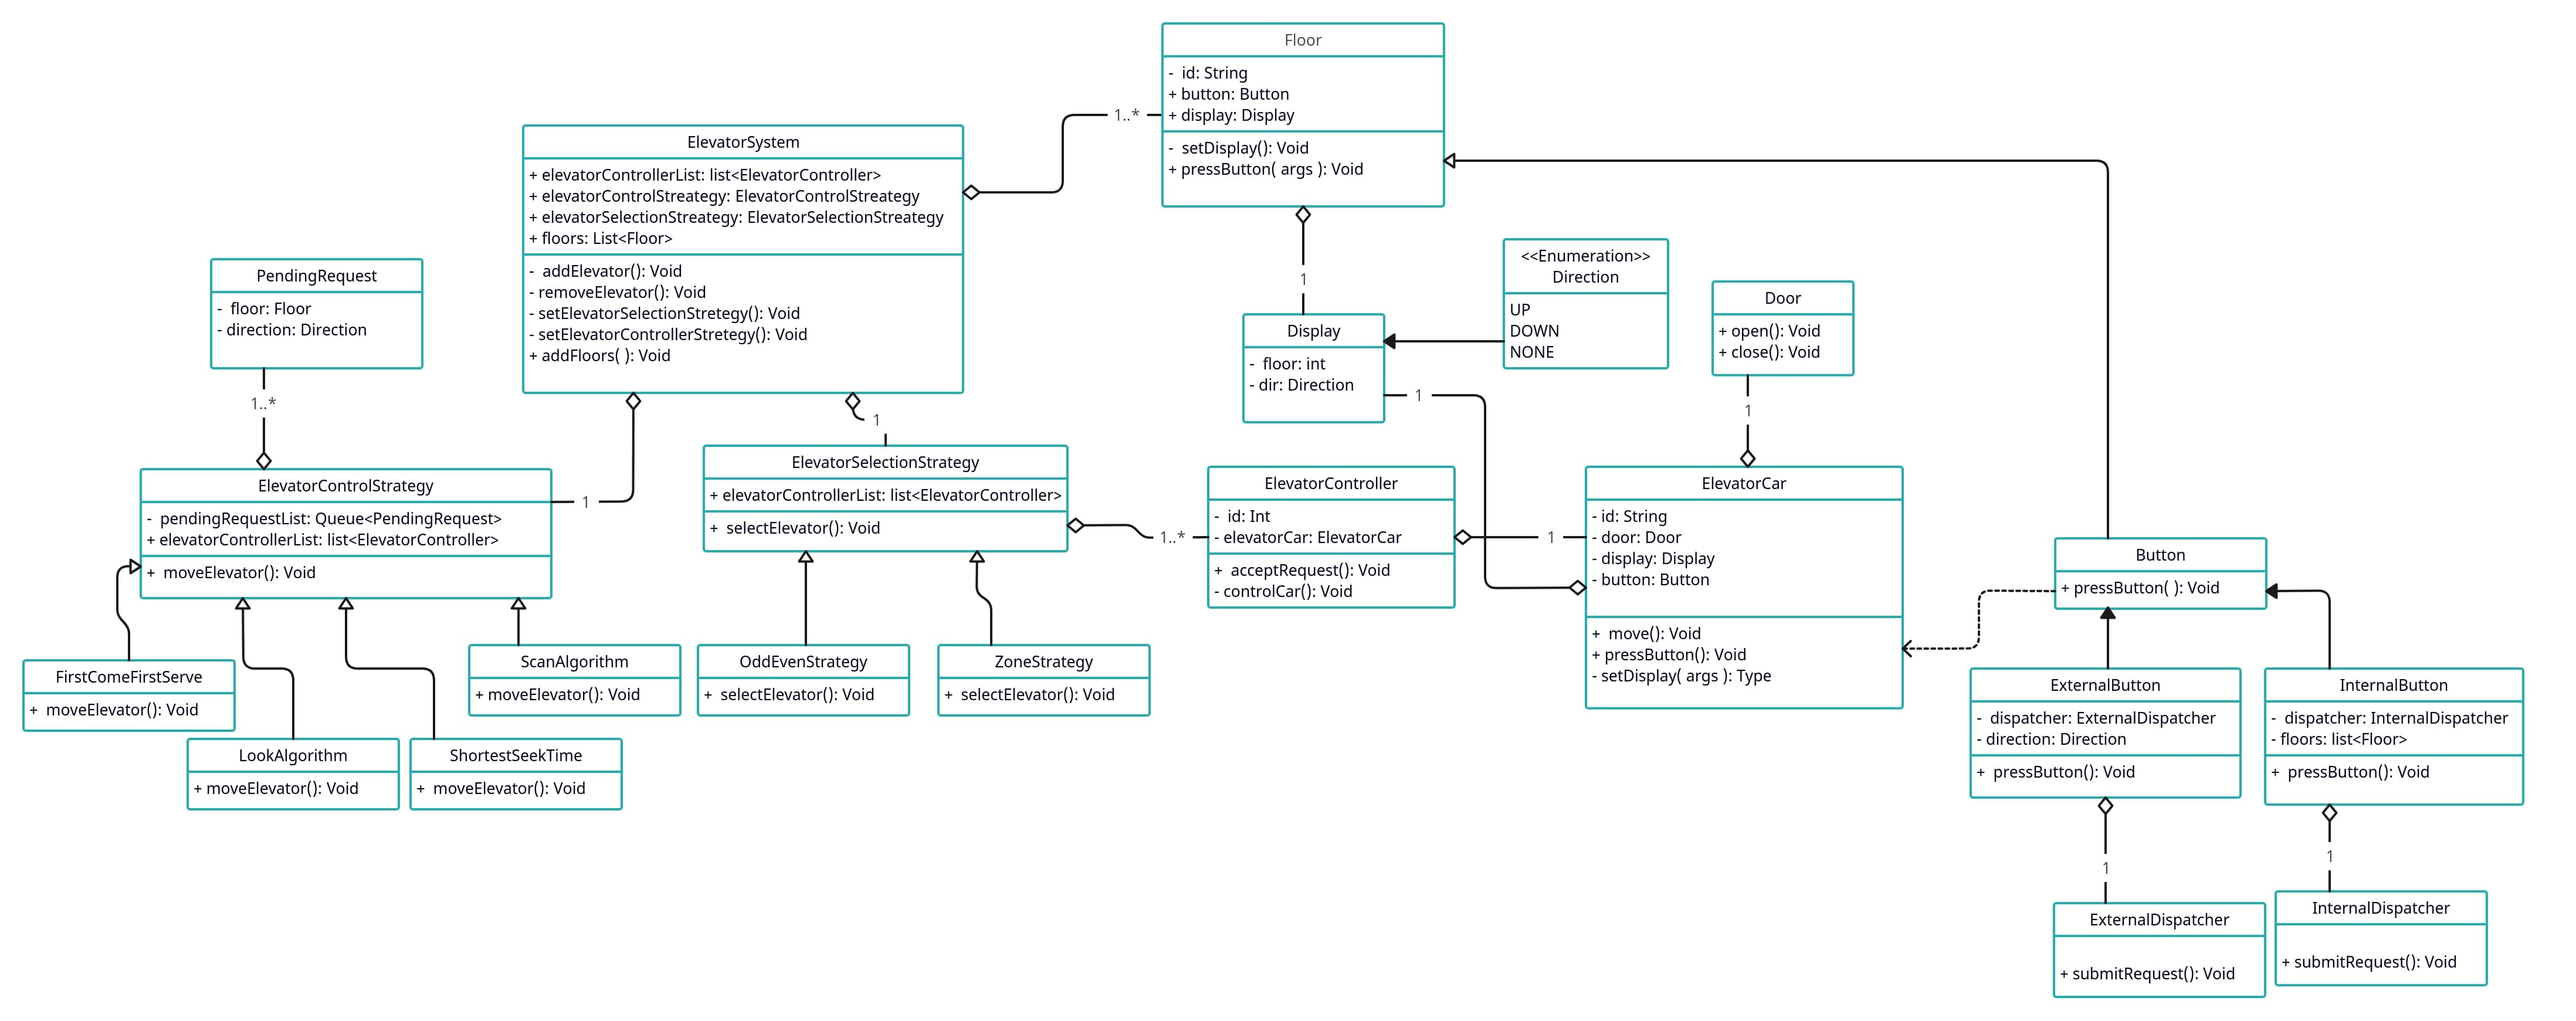 Floor
- id: String
+ button: Button
+ display: Display
- setDisplay(): Void
+ pressButton( args ): Void
1..*
ElevatorSystem
+ elevatorControllerList: list<ElevatorController>
+ elevatorControlStreategy: ElevatorControlStreategy
+ elevatorSelectionStreategy: ElevatorSelectionStreategy
+ floors: List<Floor>
- addElevator(): Void
- removeElevator(): Void
- setElevatorSelectionStretegy(): Void
- setElevatorControllerStretegy(): Void
+ addFloors( ): Void
PendingRequest
- floor: Floor
- direction: Direction
1..*
1
<<Enumeration>>
Direction
UP
DOWN
NONE
Door
+ open(): Void
+ close(): Void
Display
- floor: int
- dir: Direction
1
1
1
ElevatorControlStrategy
- pendingRequestList: Queue<PendingRequest>
+ elevatorControllerList: list<ElevatorController>
+ moveElevator(): Void
1
ElevatorSelectionStrategy
+ elevatorControllerList: list<ElevatorController>
+ selectElevator(): Void
1..*
ElevatorController
- id: Int
- elevatorCar: ElevatorCar
+ acceptRequest(): Void
- controlCar(): Void
1
ElevatorCar
- id: String
- door: Door
- display: Display
- button: Button
+ move(): Void
+ pressButton(): Void
- setDisplay( args ): Type
Button
+ pressButton( ): Void
FirstComeFirstServe
+ moveElevator(): Void
LookAlgorithm
+ moveElevator(): Void
ShortestSeekTime
+ moveElevator(): Void
ScanAlgorithm
+ moveElevator(): Void
OddEvenStrategy
+ selectElevator(): Void
ZoneStrategy
+ selectElevator(): Void
ExternalButton
- dispatcher: ExternalDispatcher
- direction: Direction
+ pressButton(): Void
InternalButton
- dispatcher: InternalDispatcher
- floors: list<Floor>
+ pressButton(): Void
1
1
ExternalDispatcher
+ submitRequest(): Void
InternalDispatcher
+ submitRequest(): Void